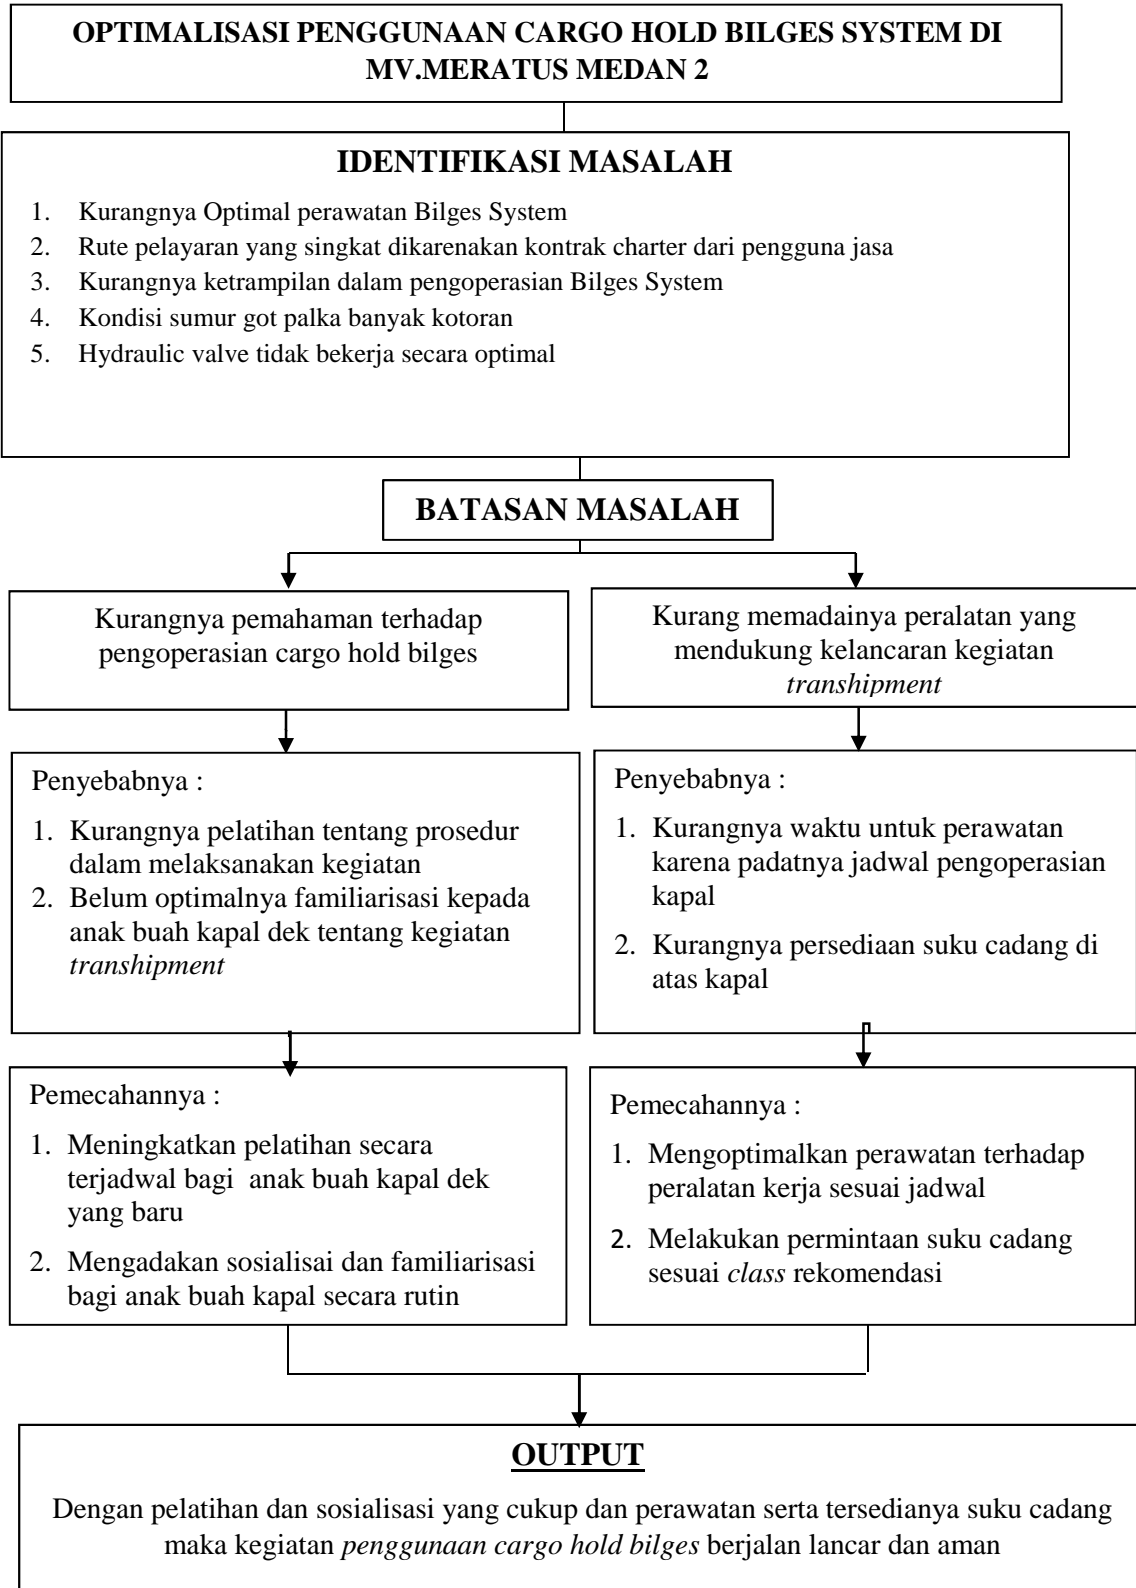 OPTIMALISASI PENGGUNAAN CARGO HOLD BILGES SYSTEM DI
MV.MERATUS MEDAN 2
IDENTIFIKASI MASALAH
1. Kurangnya Optimal perawatan Bilges System
2. Rute pelayaran yang singkat dikarenakan kontrak charter dari pengguna jasa
3. Kurangnya ketrampilan dalam pengoperasian Bilges System
4. Kondisi sumur got palka banyak kotoran
5. Hydraulic valve tidak bekerja secara optimal
BATASAN MASALAH
Kurangnya pemahaman terhadap
pengoperasian cargo hold bilges
Kurang memadainya peralatan yang
mendukung kelancaran kegiatan
transhipment
Penyebabnya :
1. Kurangnya pelatihan tentang prosedur
dalam melaksanakan kegiatan
2. Belum optimalnya familiarisasi kepada
anak buah kapal dek tentang kegiatan
transhipment
Penyebabnya :
1. Kurangnya waktu untuk perawatan
karena padatnya jadwal pengoperasian
kapal
2. Kurangnya persediaan suku cadang di
atas kapal
Pemecahannya :
1. Meningkatkan pelatihan secara
terjadwal bagi anak buah kapal dek
yang baru
2. Mengadakan sosialisai dan familiarisasi
bagi anak buah kapal secara rutin
Pemecahannya :
1. Mengoptimalkan perawatan terhadap
peralatan kerja sesuai jadwal
2. Melakukan permintaan suku cadang
sesuai class rekomendasi
OUTPUT
Dengan pelatihan dan sosialisasi yang cukup dan perawatan serta tersedianya suku cadang
maka kegiatan penggunaan cargo hold bilges berjalan lancar dan aman